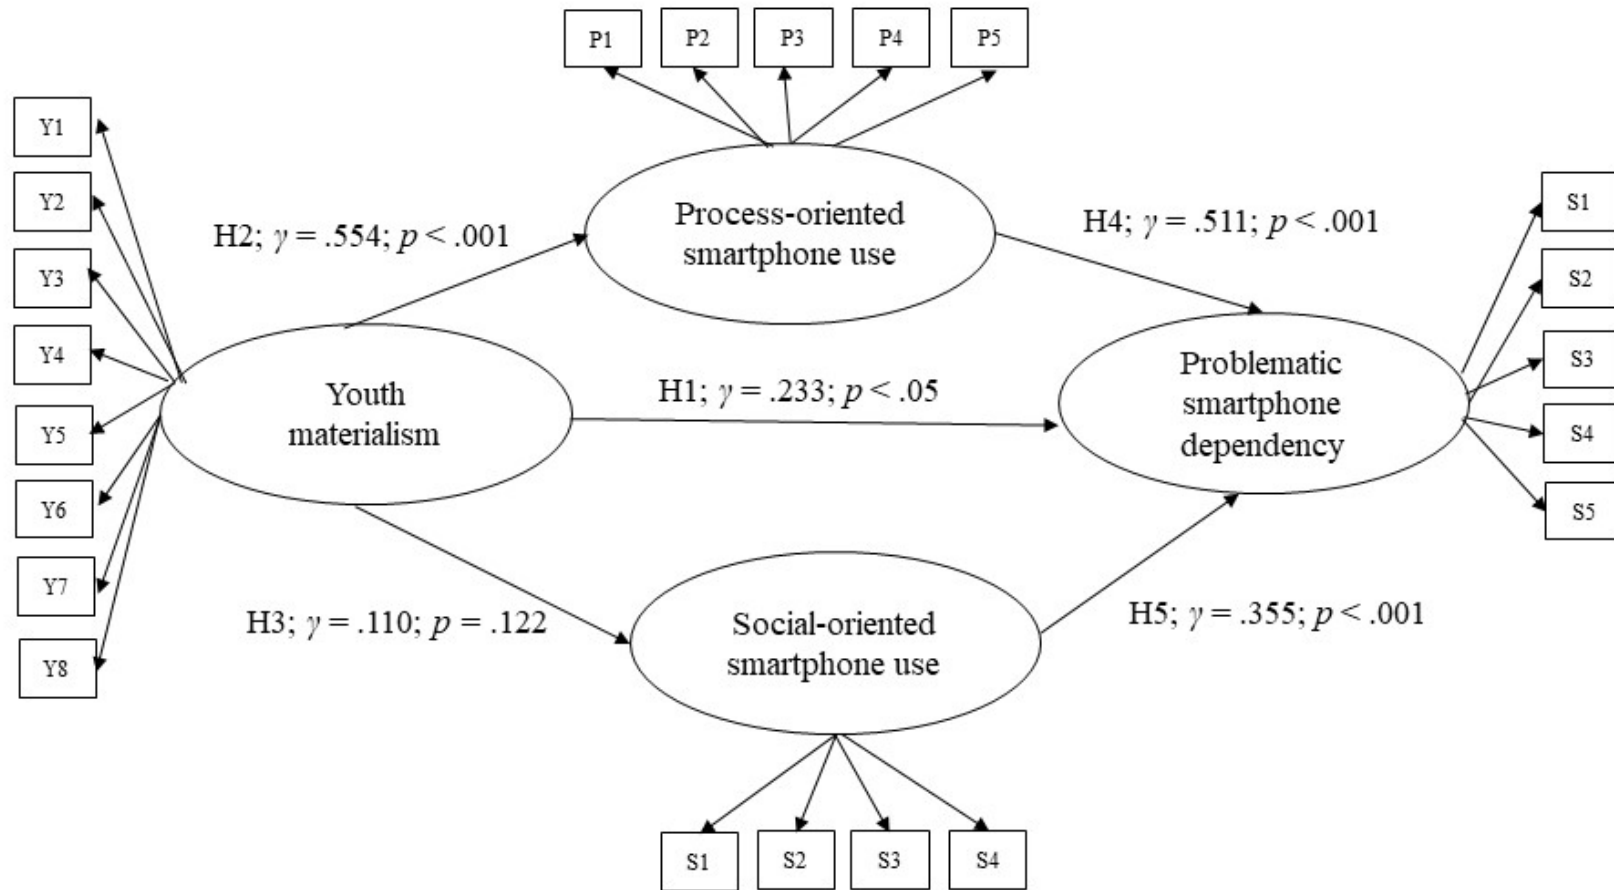 P1
P2
P3
P4
P5
Y1
Y2
Y3
Y4
Y5
Y6
Y7
Y8
H2; γ = .554; p < .001
Process-oriented
smartphone use
H4; γ = .511; p < .001
Youth
materialism
H1; γ = .233; p < .05
Problematic
smartphone
dependency
S1
S2
S3
S4
S5
H3; γ = .110; p = .122
Social-oriented
smartphone use
H5; γ = .355; p < .001
S1
S2
S3
S4